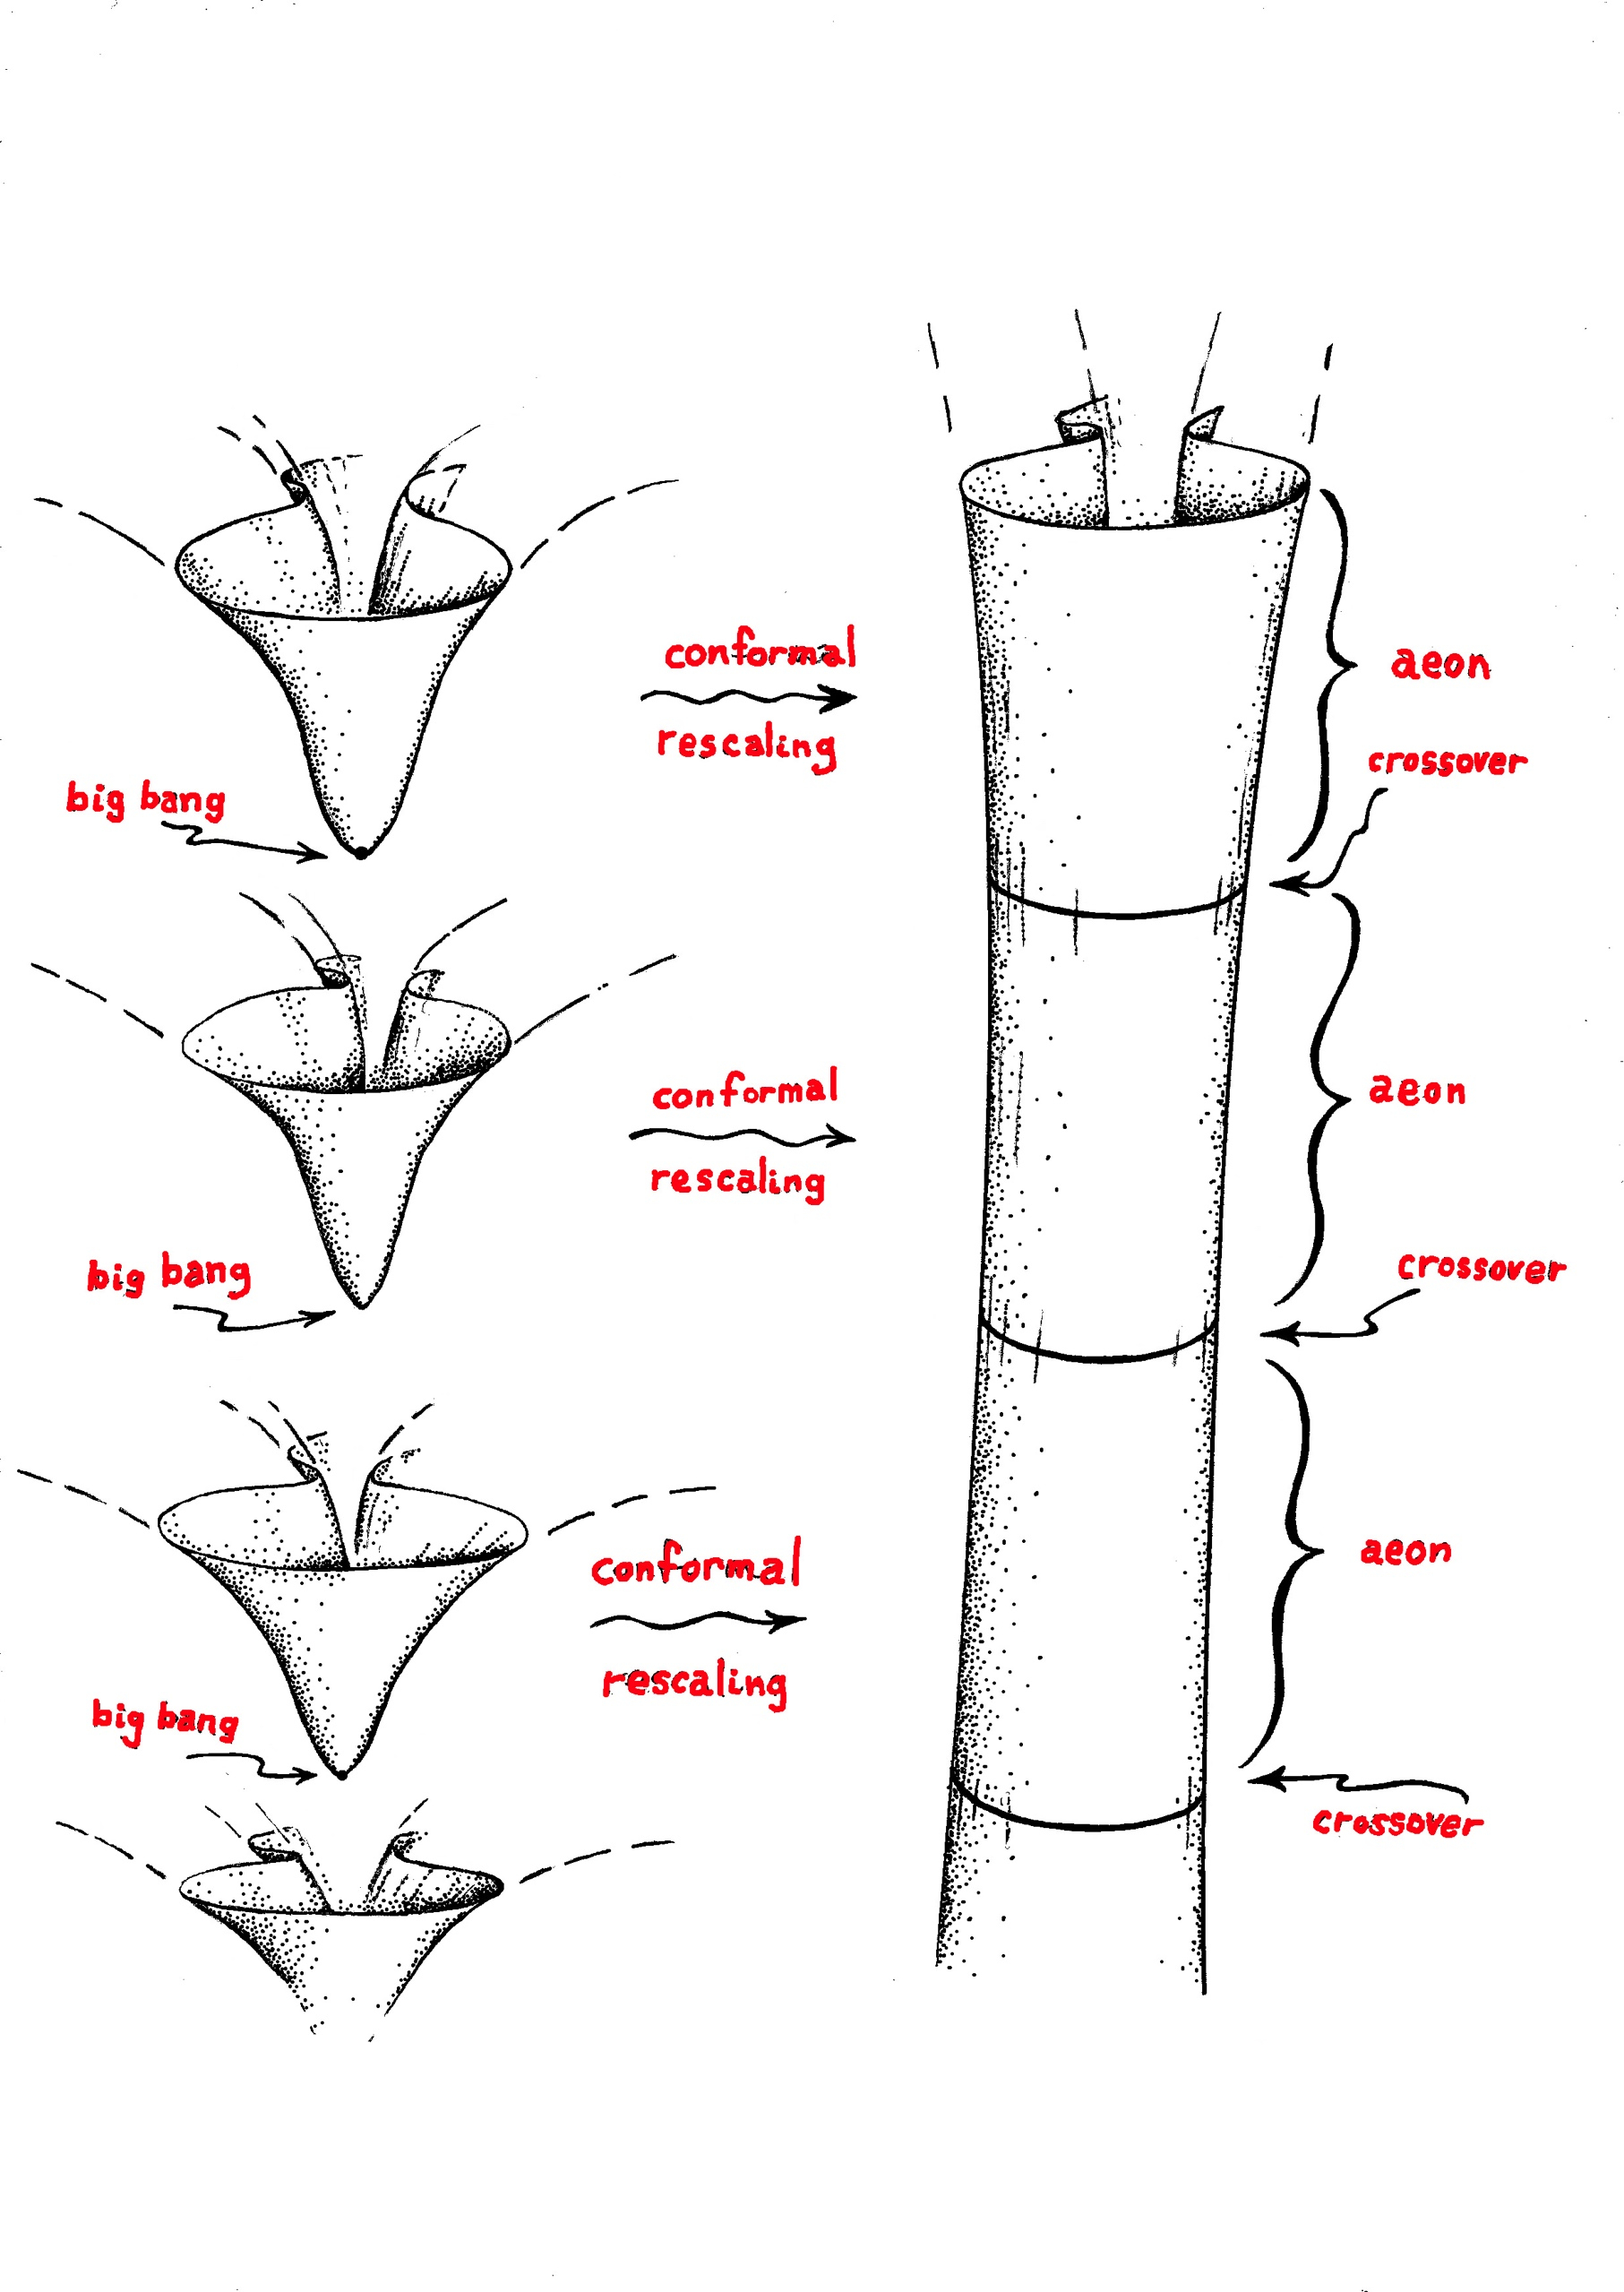 conformal
rescaling
aeon
crossover
big bang
conformal
rescaling
aeon
big bang
crossover
conformal
rescaling
aeon
big bang
crossover